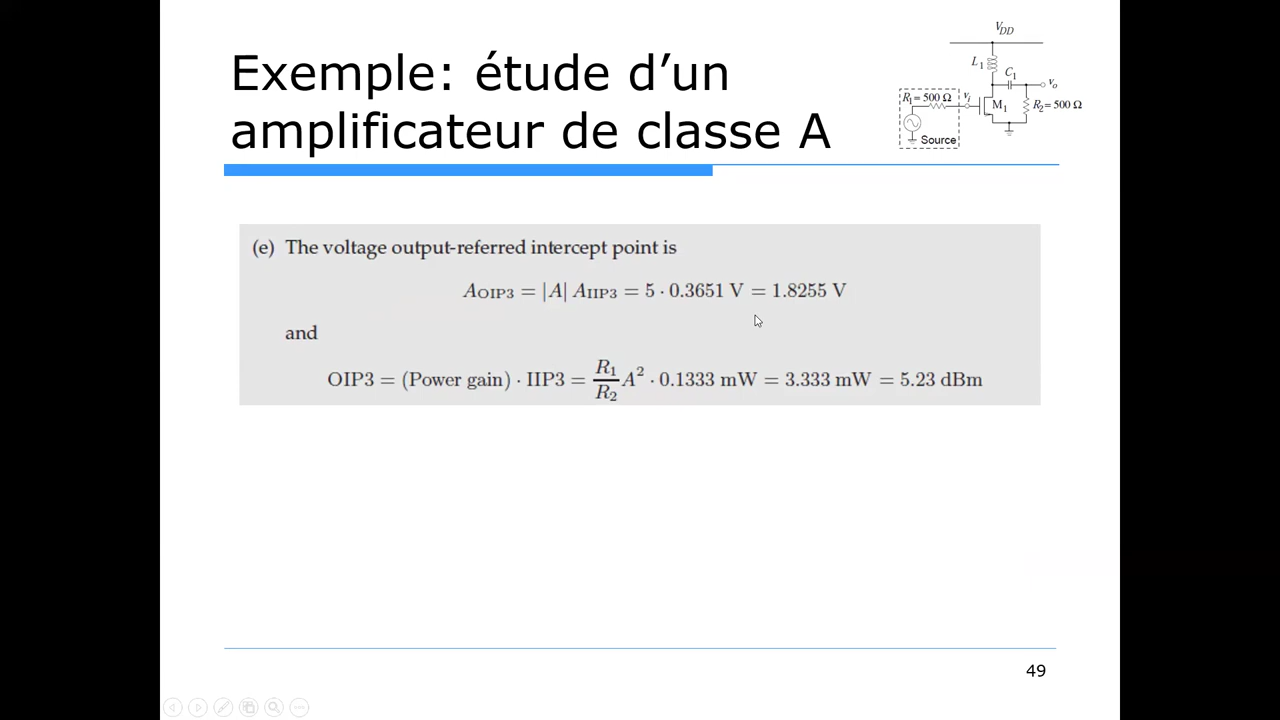 Exemple: étude d’un
amplificateur de classe A
V_DD
L_1
C_1
v_o
R_1 = 500 Ω
v_i
M_1
R_2 = 500 Ω
Source
(e) The voltage output-referred intercept point is
A_OIP3 = |A| A_IIP3 = 5 · 0.3651 V = 1.8255 V
and
OIP3 = (Power gain) · IIP3 = R_1/R_2 A² · 0.1333 mW = 3.333 mW = 5.23 dBm
49